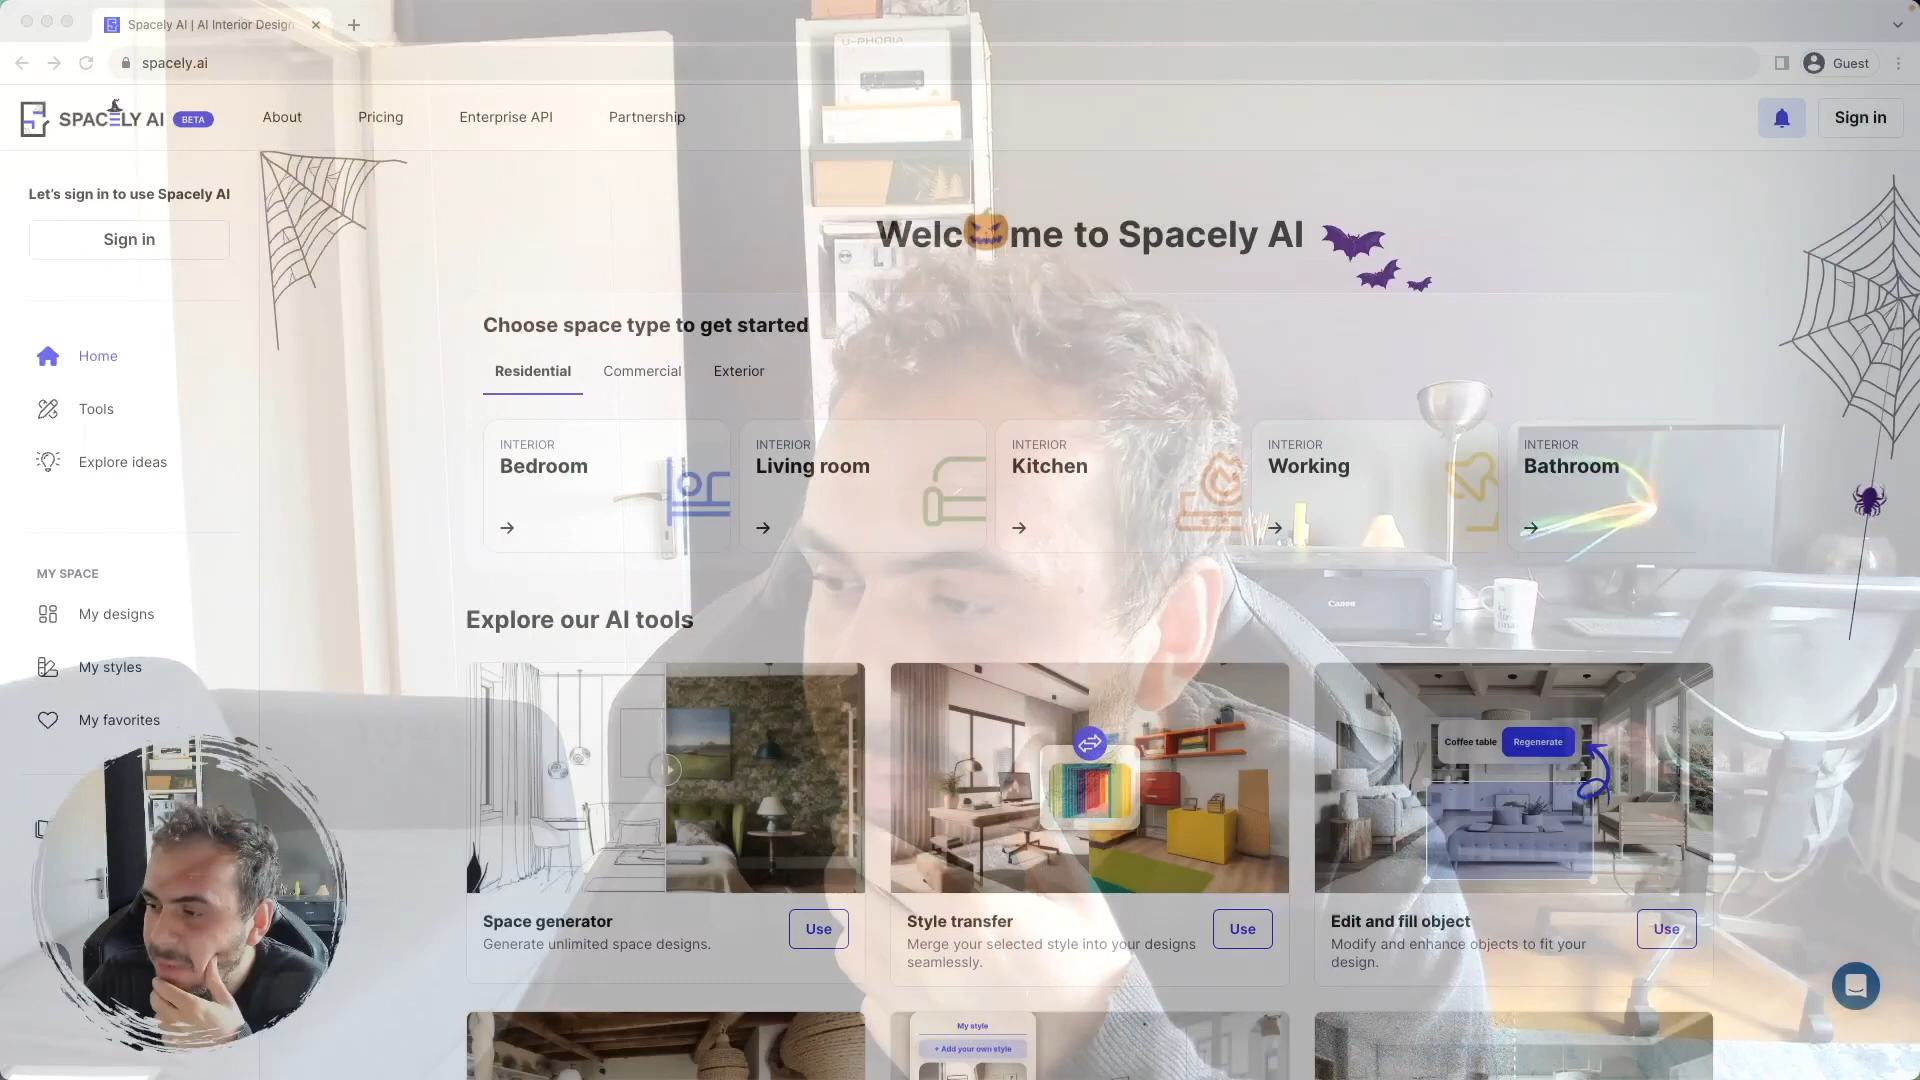 Spacely AI | AI Interior Design
spacely.ai
Guest
SPACELY AI BETA
About
Pricing
Enterprise API
Partnership
Sign in
Let's sign in to use Spacely AI
Sign in
Home
Tools
Explore ideas
MY SPACE
My designs
My styles
My favorites
U-PHORIA
Welc me to Spacely AI
Choose space type to get started
Residential
Commercial
Exterior
INTERIOR
Bedroom
INTERIOR
Living room
INTERIOR
Kitchen
INTERIOR
Working
INTERIOR
Bathroom
Canon
Explore our AI tools
Coffee table
Regenerate
Space generator
Generate unlimited space designs.
Use
Style transfer
Merge your selected style into your designs
seamlessly.
Use
Edit and fill object
Modify and enhance objects to fit your
design.
Use
My style
+ Add your own style